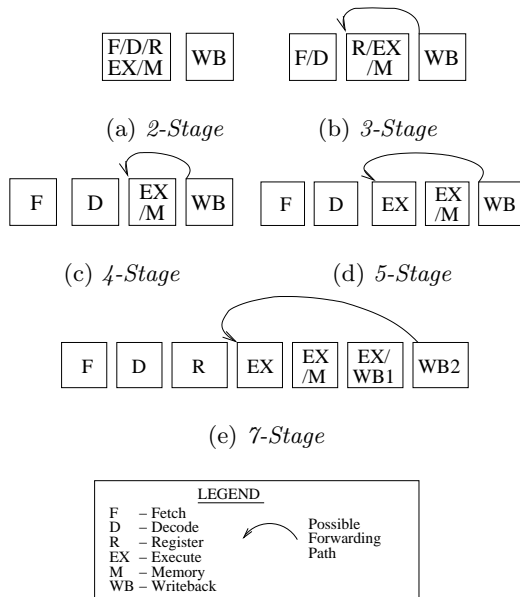 F/D/R EX/M WB
F/D R/EX /M WB
(a) 2-Stage
(b) 3-Stage
F D EX /M WB
F D EX EX /M WB
(c) 4-Stage
(d) 5-Stage
F D R EX EX /M EX/ WB1 WB2
(e) 7-Stage
LEGEND
F – Fetch
D – Decode
R – Register
EX – Execute
M – Memory
WB – Writeback
Possible
Forwarding
Path